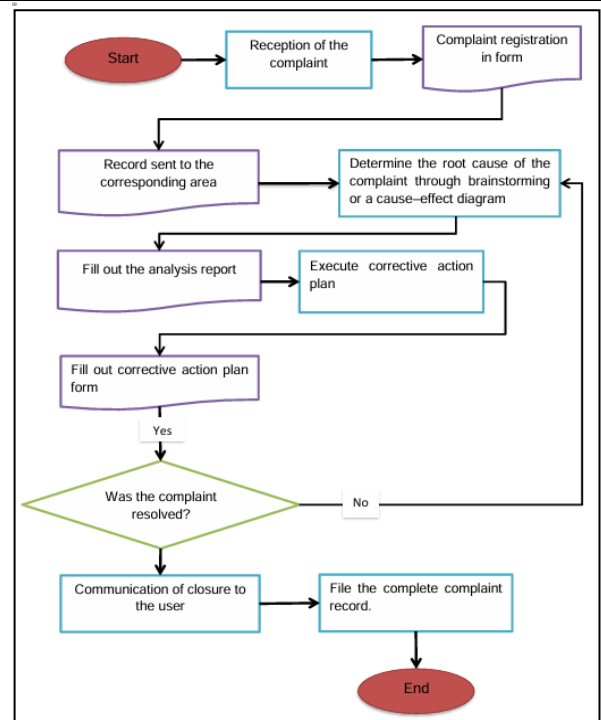 Start
Reception of the
complaint
Complaint registration
in form
Record sent to the
corresponding area
Determine the root cause of the
complaint through brainstorming
or a cause–effect diagram
Fill out the analysis report
Execute corrective action
plan
Fill out corrective action plan
form
Yes
Was the complaint
resolved?
No
Communication of closure to
the user
File the complete complaint
record.
End